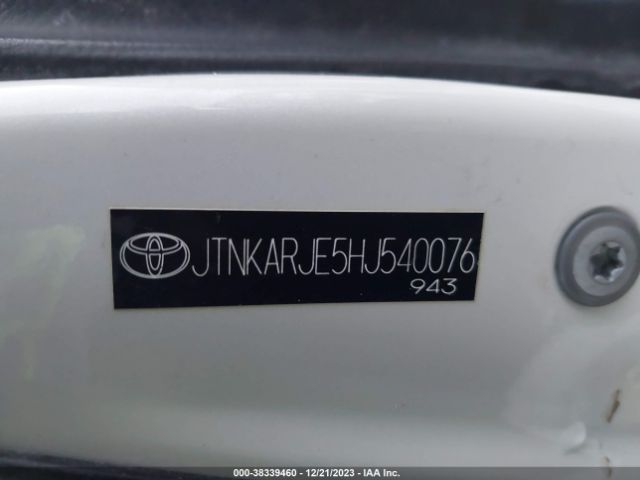 JTNKARJE5HJ540076
943
000-38339460 - 12/21/2023 - IAA Inc.